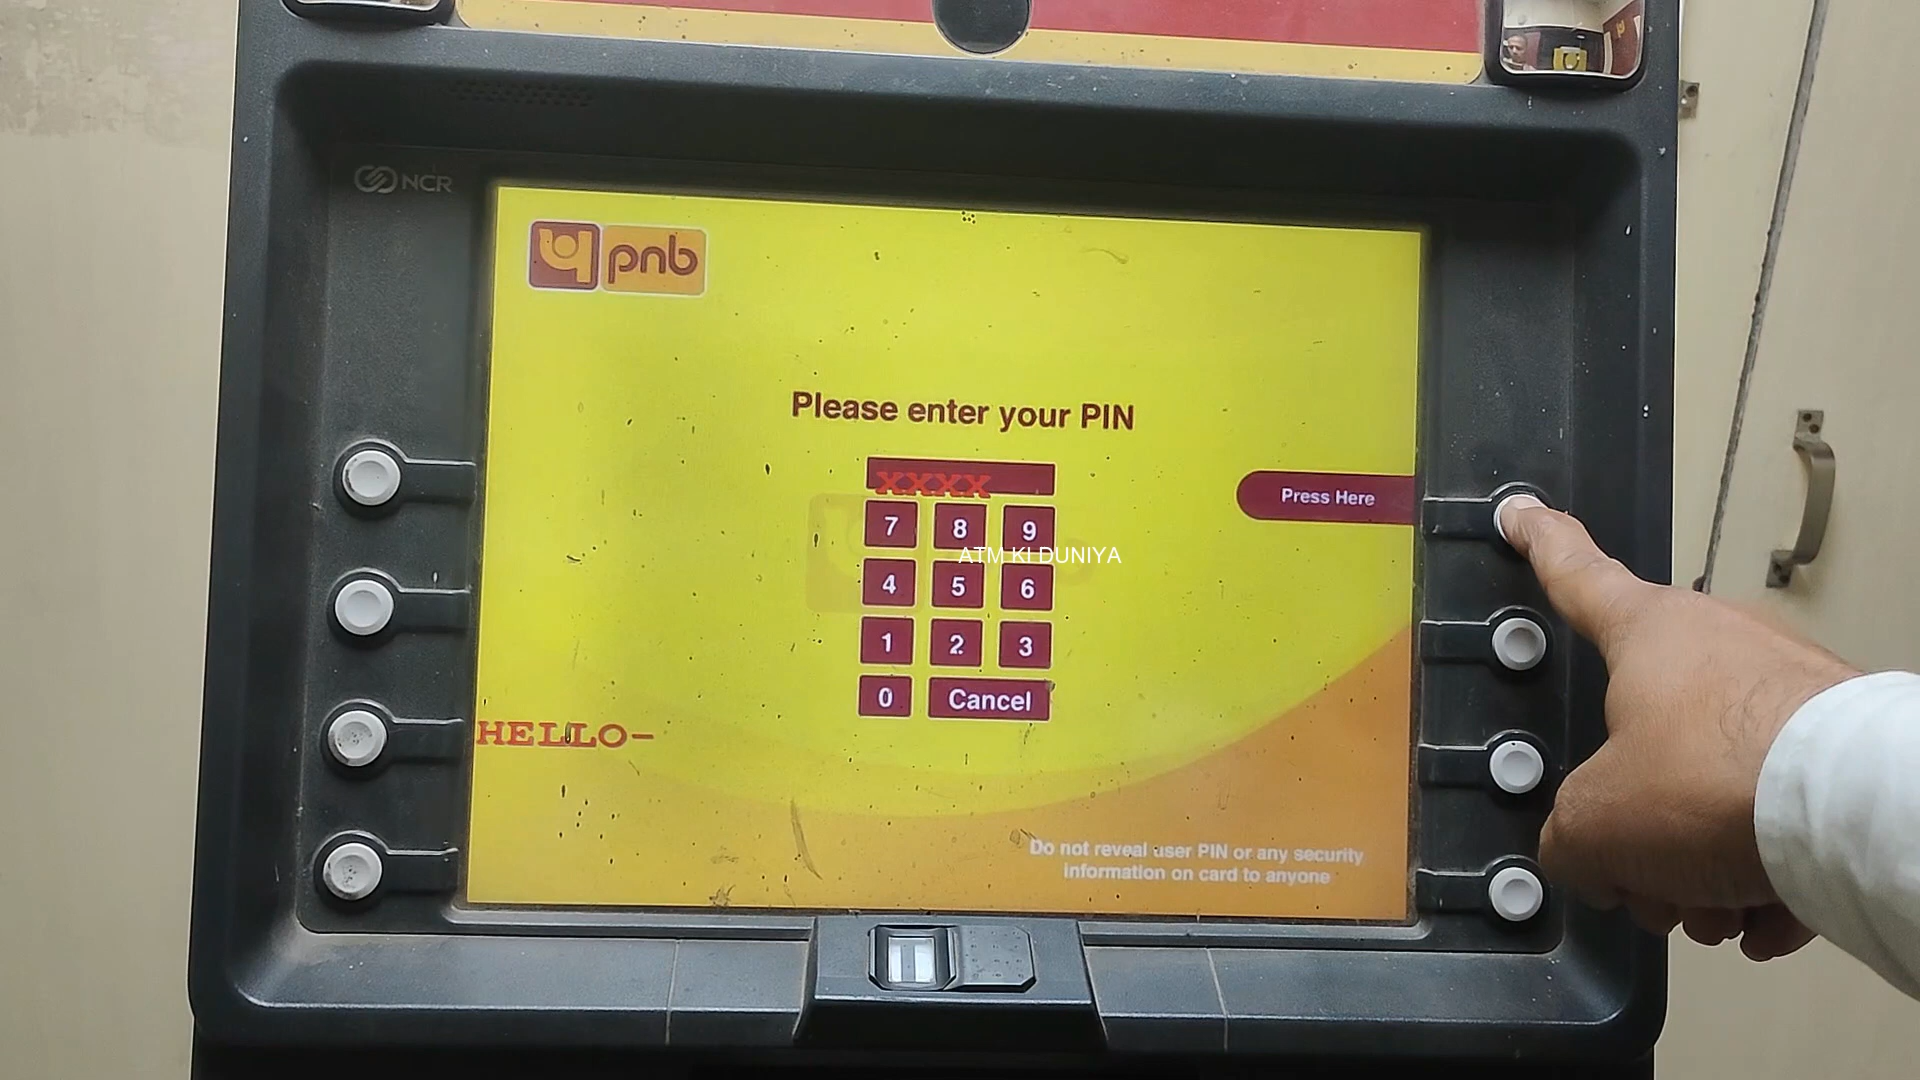 NCR
प pnb
Please enter your PIN
XXXX
Press Here
7 8 9
ATM KI DUNIYA
4 5 6
1 2 3
0 Cancel
HELLO-
Do not reveal user PIN or any security
information on card to anyone